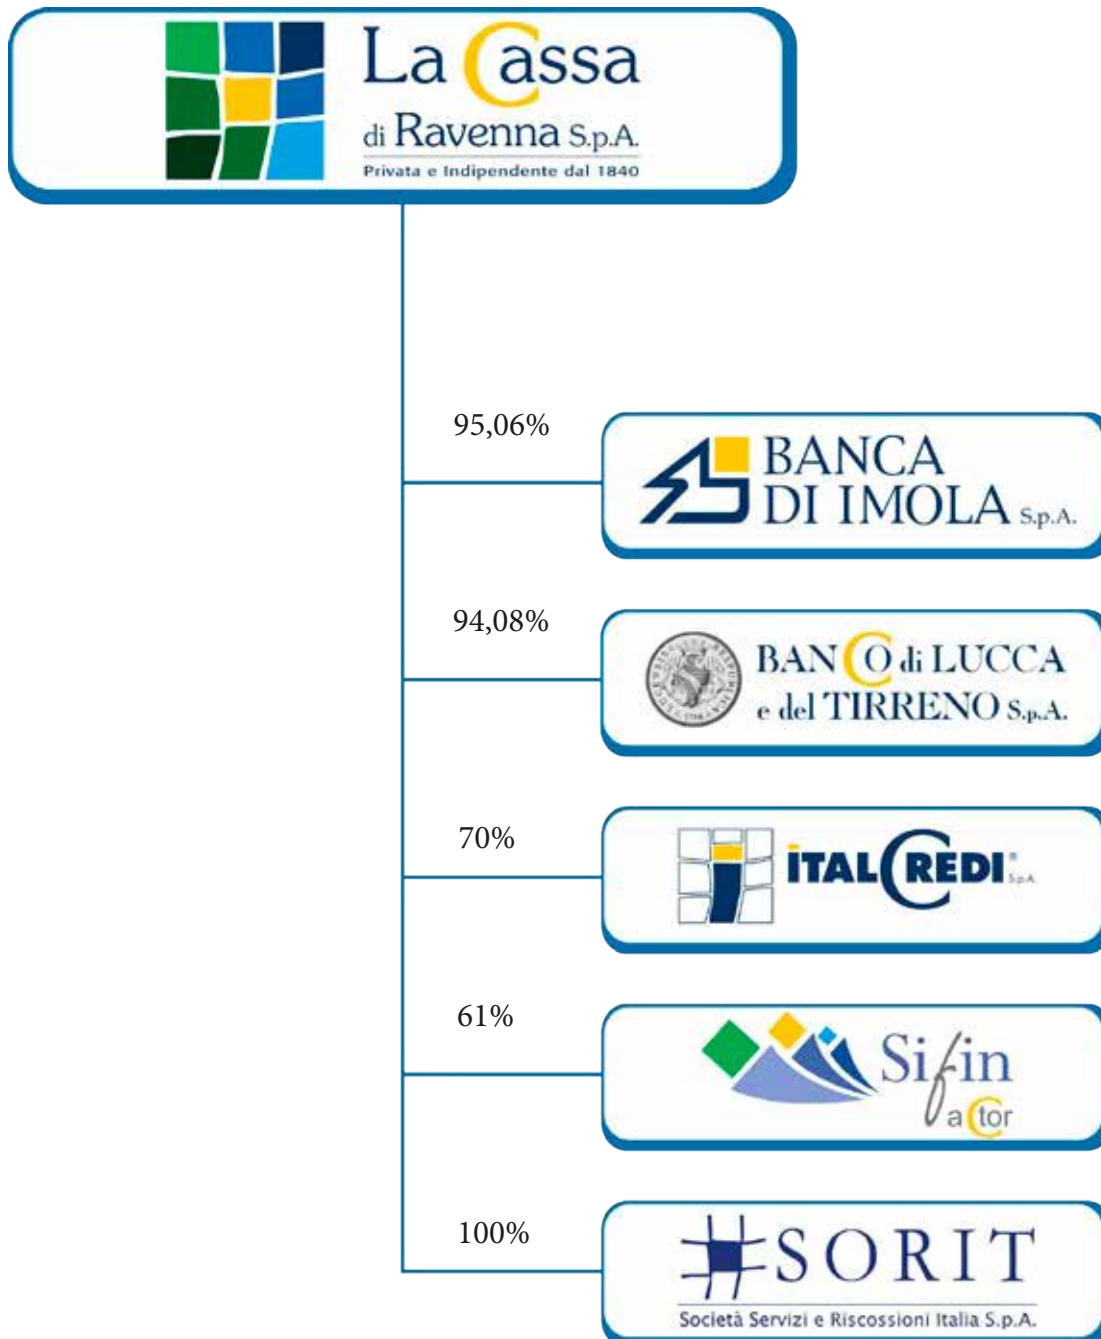 La Cassa
di Ravenna S.p.A.
Privata e Indipendente dal 1840
95,06%
BANCA
DI IMOLA S.p.A.
94,08%
BANCO di LUCCA
e del TIRRENO S.p.A.
70%
ITALCREDI® S.p.A.
61%
Sifin
factor
100%
SORIT
Società Servizi e Riscossioni Italia S.p.A.